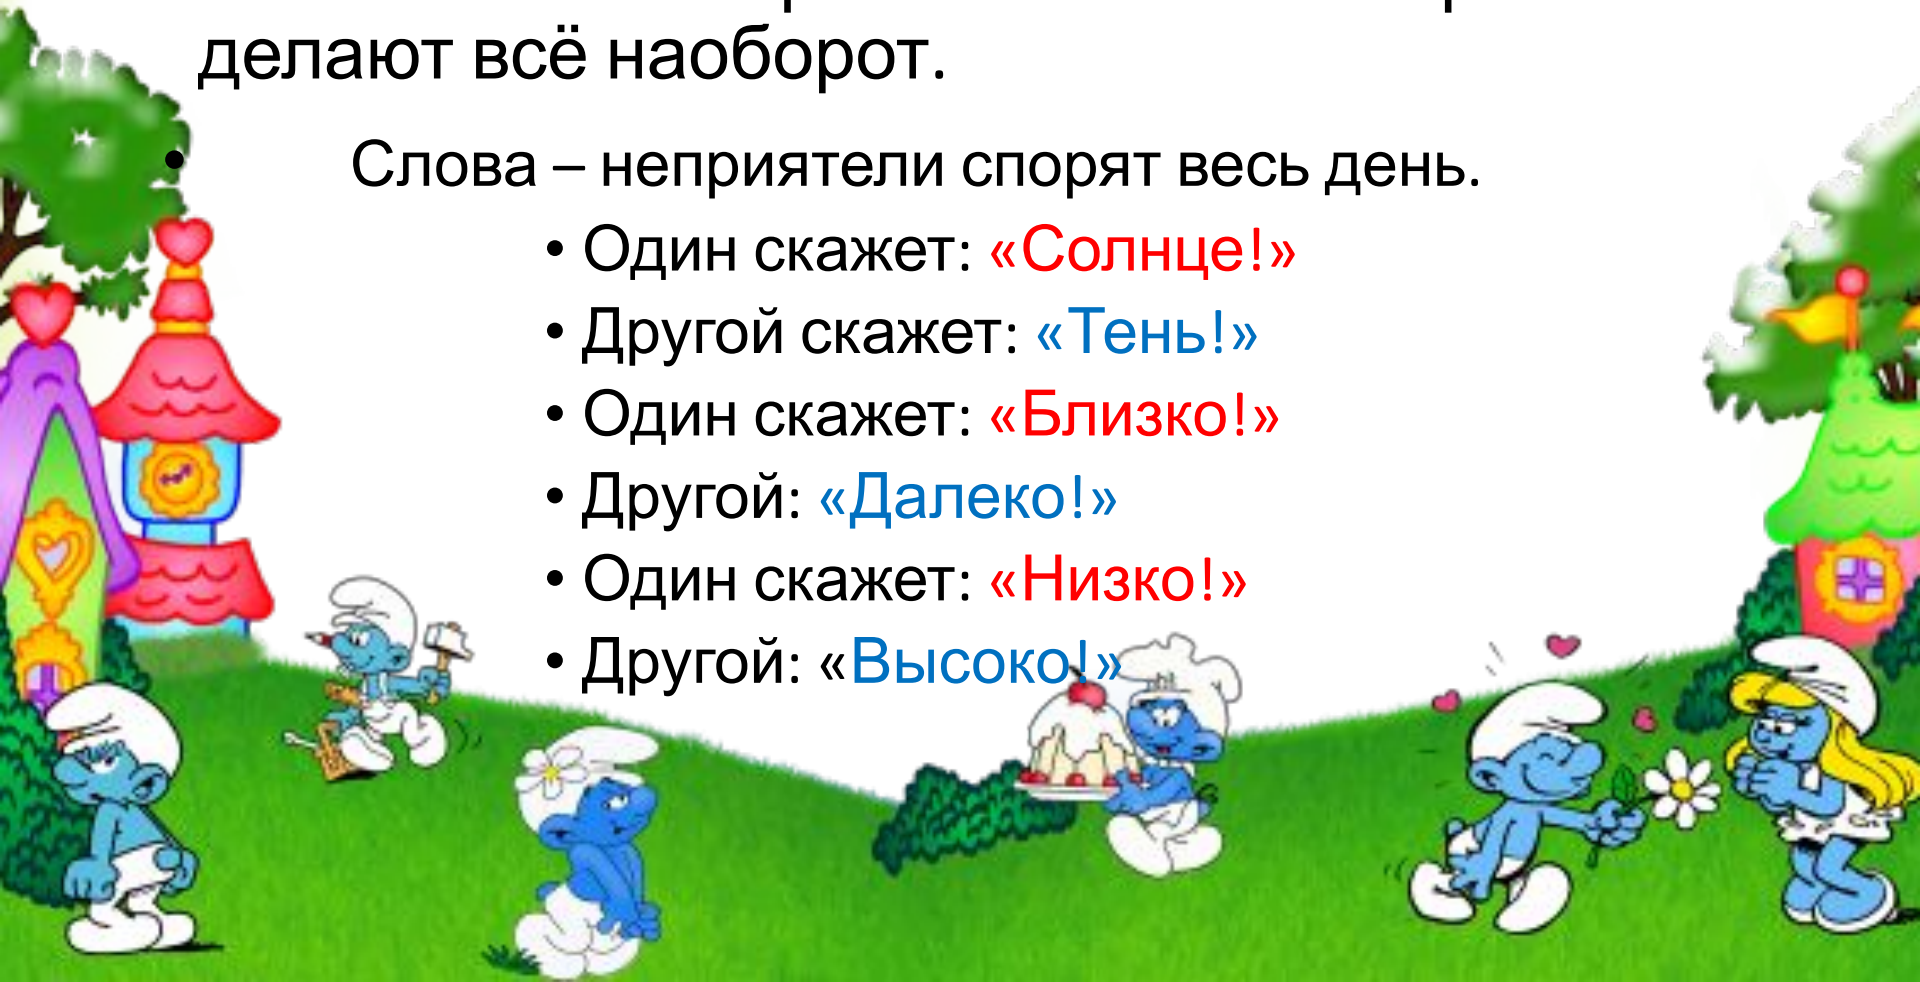 делают всё наоборот.
• Слова – неприятели спорят весь день.
• Один скажет: «Солнце!»
• Другой скажет: «Тень!»
• Один скажет: «Близко!»
• Другой: «Далеко!»
• Один скажет: «Низко!»
• Другой: «Высоко!»